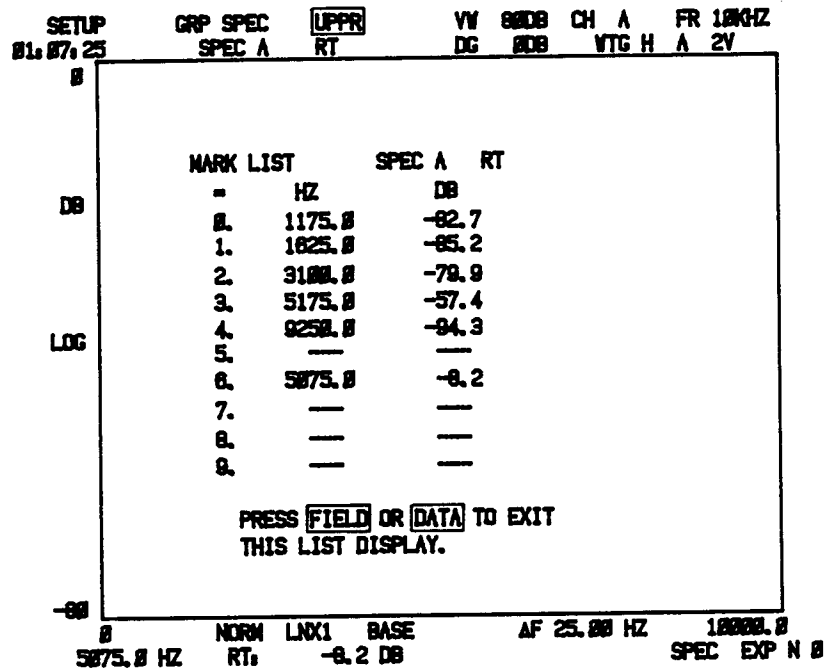 SETUP GRP SPEC UPPR VW 80DB CH A FR 10KHZ
01:07:25 SPEC A RT DG 0DB WTG H A 2V
0
MARK LIST SPEC A RT
= HZ DB
DB
0. 1175.0 -82.7
1. 1625.0 -85.2
2. 3100.0 -79.9
3. 5175.0 -57.4
4. 9250.0 -94.3
LOG
5. — —
6. 5075.0 -8.2
7. — —
8. — —
9. — —
PRESS FIELD OR DATA TO EXIT
THIS LIST DISPLAY.
-80
0 NORM LNX1 BASE ΔF 25.00 HZ 10000.0
5075.0 HZ RT: -8.2 DB SPEC EXP N 0